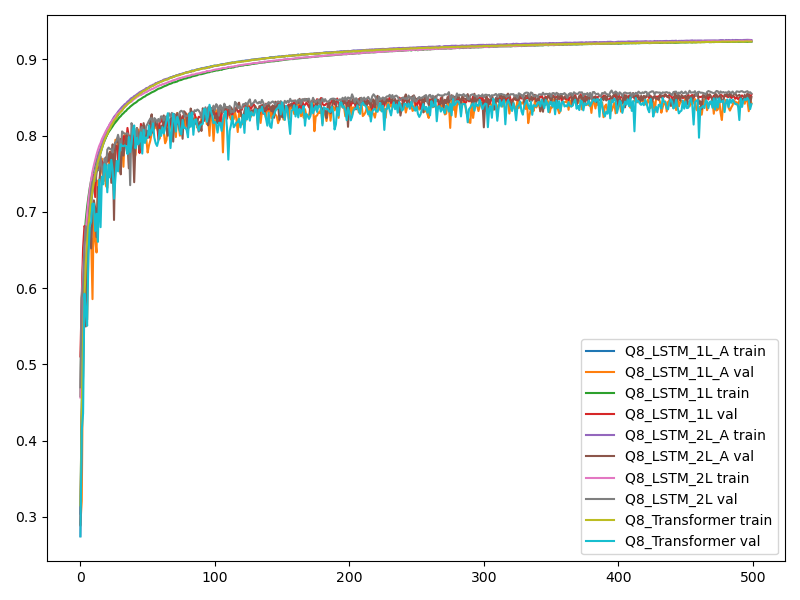 0.9
0.8
0.7
0.6
0.5
0.4
0.3
0 100 200 300 400 500
Q8_LSTM_1L_A train
Q8_LSTM_1L_A val
Q8_LSTM_1L train
Q8_LSTM_1L val
Q8_LSTM_2L_A train
Q8_LSTM_2L_A val
Q8_LSTM_2L train
Q8_LSTM_2L val
Q8_Transformer train
Q8_Transformer val